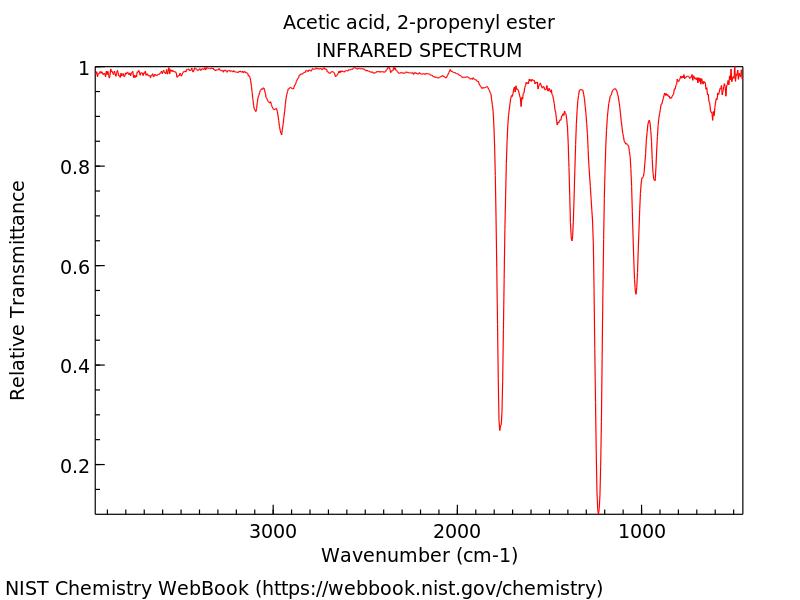 Acetic acid, 2-propenyl ester
INFRARED SPECTRUM
1
0.8
0.6
0.4
0.2
Relative Transmittance
3000 2000 1000
Wavenumber (cm-1)
NIST Chemistry WebBook (https://webbook.nist.gov/chemistry)